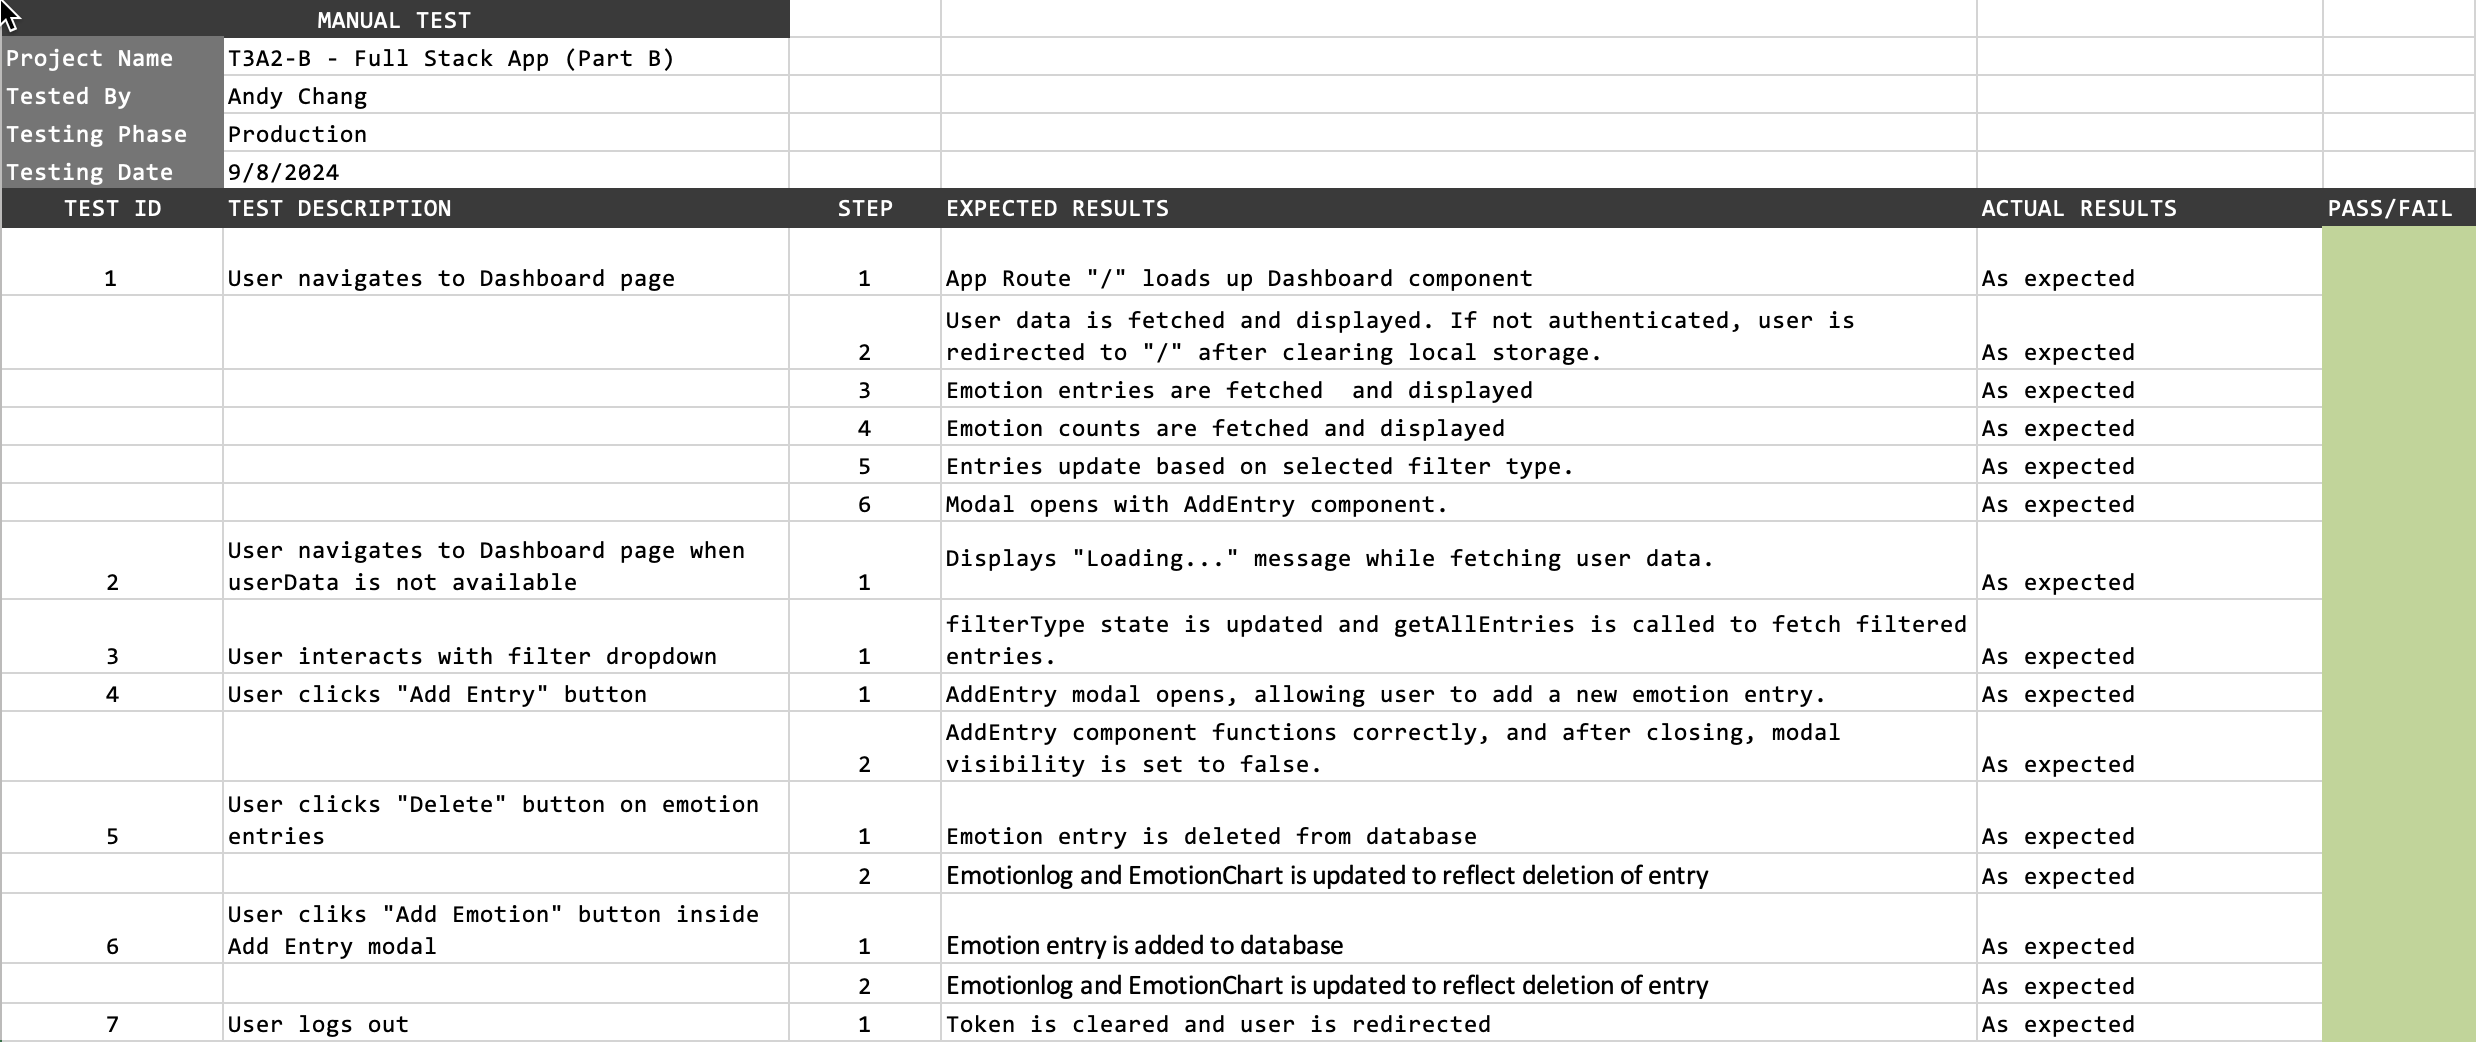 MANUAL TEST
Project Name T3A2-B - Full Stack App (Part B)
Tested By Andy Chang
Testing Phase Production
Testing Date 9/8/2024
TEST ID TEST DESCRIPTION STEP EXPECTED RESULTS ACTUAL RESULTS PASS/FAIL
1 User navigates to Dashboard page 1 App Route "/" loads up Dashboard component As expected
User data is fetched and displayed. If not authenticated, user is
2 redirected to "/" after clearing local storage. As expected
3 Emotion entries are fetched  and displayed As expected
4 Emotion counts are fetched and displayed As expected
5 Entries update based on selected filter type. As expected
6 Modal opens with AddEntry component. As expected
User navigates to Dashboard page when Displays "Loading..." message while fetching user data.
2 userData is not available 1 As expected
filterType state is updated and getAllEntries is called to fetch filtered
3 User interacts with filter dropdown 1 entries. As expected
4 User clicks "Add Entry" button 1 AddEntry modal opens, allowing user to add a new emotion entry. As expected
AddEntry component functions correctly, and after closing, modal
2 visibility is set to false. As expected
User clicks "Delete" button on emotion
5 entries 1 Emotion entry is deleted from database As expected
2 Emotionlog and EmotionChart is updated to reflect deletion of entry As expected
User cliks "Add Emotion" button inside
6 Add Entry modal 1 Emotion entry is added to database As expected
2 Emotionlog and EmotionChart is updated to reflect deletion of entry As expected
7 User logs out 1 Token is cleared and user is redirected As expected